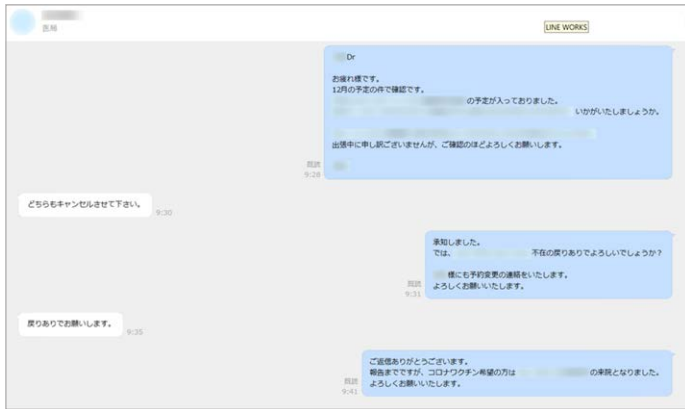 医局
LINE WORKS
Dr
お疲れ様です。
12月の予定の件で確認です。
の予定が入っておりました。
いかがいたしましょうか。
出張中に申し訳ございませんが、ご確認のほどよろしくお願いします。
既読
9:28
どちらもキャンセルさせて下さい。
9:30
承知しました。
では、 不在の戻りありでよろしいでしょうか？
様にも予約変更の連絡をいたします。
よろしくお願いいたします。
既読
9:31
戻りありでお願いします。
9:35
ご返信ありがとうございます。
報告までですが、コロナワクチン希望の方は の来院となりました。
よろしくお願いいたします。
既読
9:41